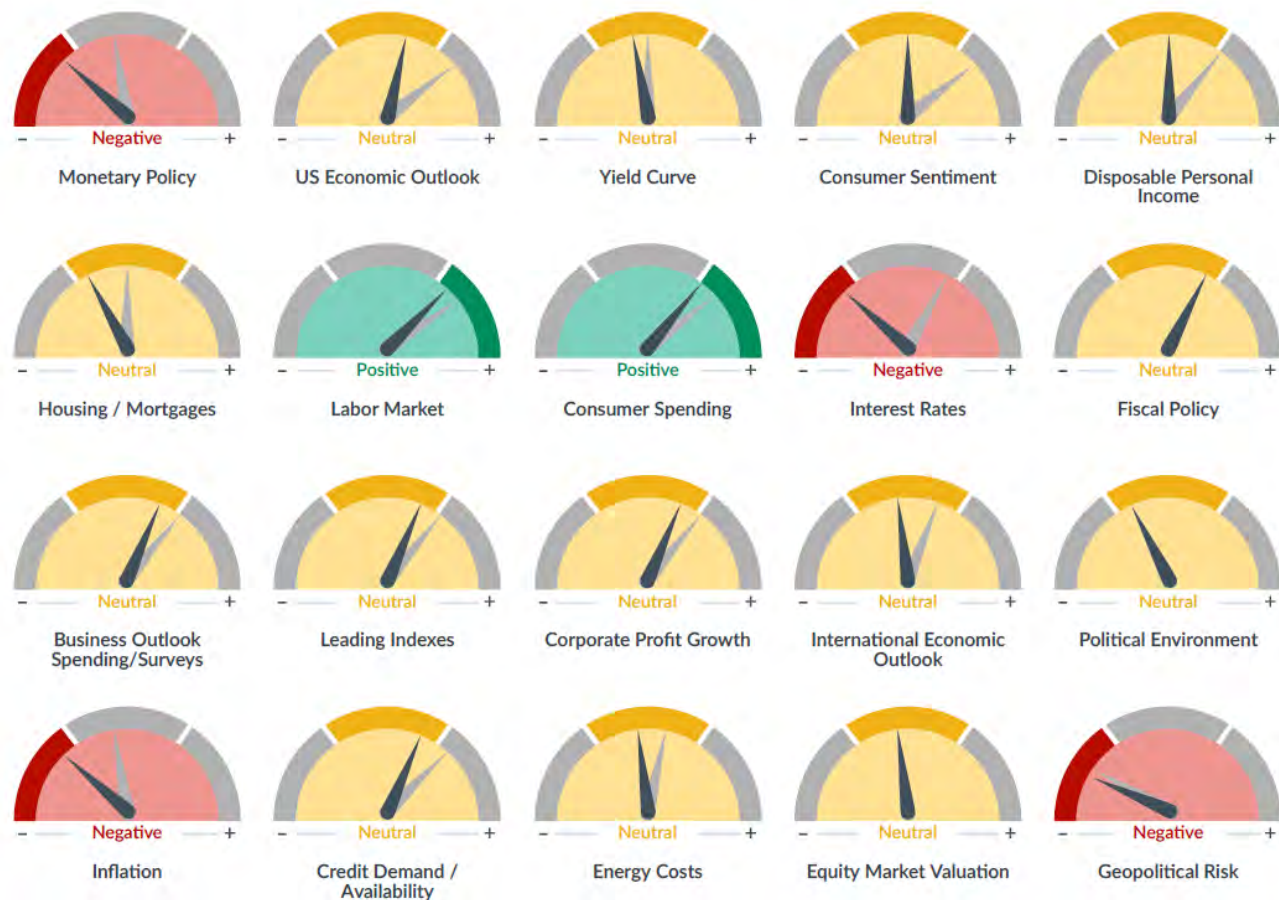 - Negative +
Monetary Policy
- Neutral +
US Economic Outlook
- Neutral +
Yield Curve
- Neutral +
Consumer Sentiment
- Neutral +
Disposable Personal
Income
- Neutral +
Housing / Mortgages
- Positive +
Labor Market
- Positive +
Consumer Spending
- Negative +
Interest Rates
- Neutral +
Fiscal Policy
- Neutral +
Business Outlook
Spending/Surveys
- Neutral +
Leading Indexes
- Neutral +
Corporate Profit Growth
- Neutral +
International Economic
Outlook
- Neutral +
Political Environment
- Negative +
Inflation
- Neutral +
Credit Demand /
Availability
- Neutral +
Energy Costs
- Neutral +
Equity Market Valuation
- Negative +
Geopolitical Risk